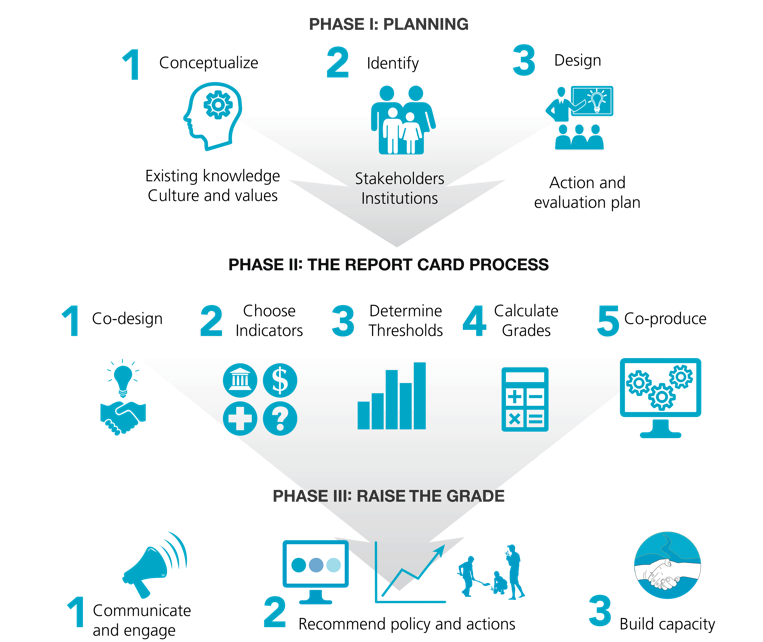 PHASE I: PLANNING
1 Conceptualize
2 Identify
3 Design
Existing knowledge
Culture and values
Stakeholders
Institutions
Action and
evaluation plan
PHASE II: THE REPORT CARD PROCESS
1 Co-design
2 Choose
Indicators
3 Determine
Thresholds
4 Calculate
Grades
5 Co-produce
$
?
PHASE III: RAISE THE GRADE
1 Communicate
and engage
2 Recommend policy and actions
3 Build capacity